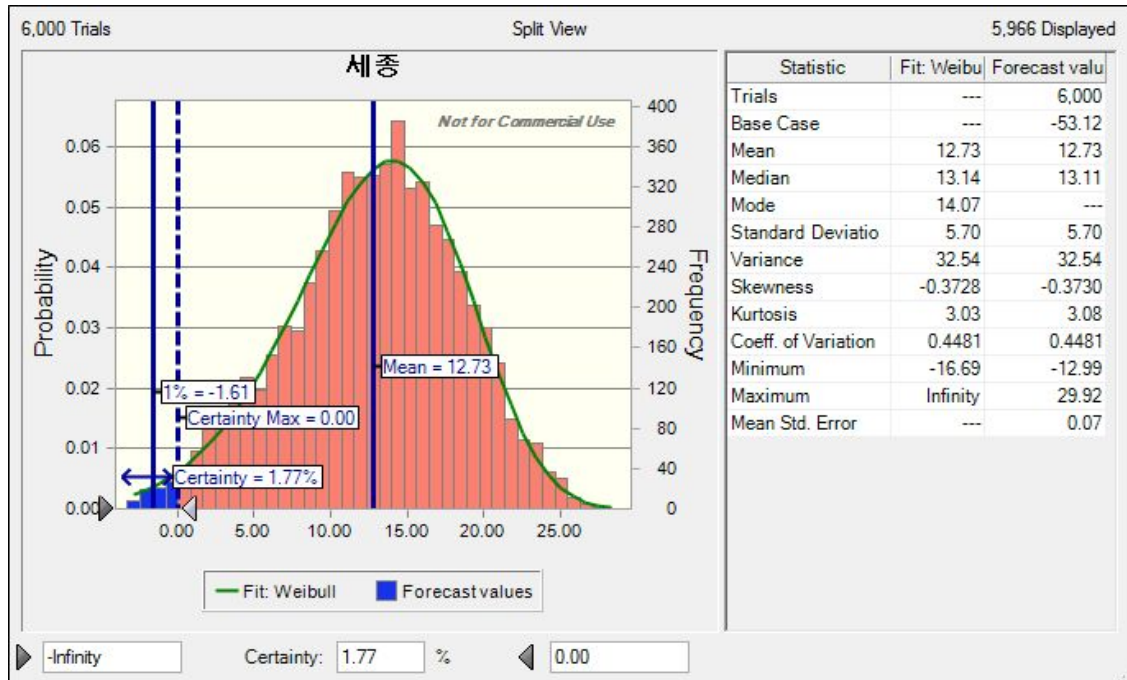 6,000 Trials
Split View
5,966 Displayed
세종
Not for Commercial Use
Probability
0.06
0.05
0.04
0.03
0.02
0.01
0.00
Frequency
400
360
320
280
240
200
160
120
80
40
0
Mean = 12.73
1% = -1.61
Certainty Max = 0.00
Certainty = 1.77%
0.00 5.00 10.00 15.00 20.00 25.00
Fit: Weibull Forecast values
Statistic Fit: Weibu Forecast valu
Trials --- 6,000
Base Case --- -53.12
Mean 12.73 12.73
Median 13.14 13.11
Mode 14.07 ---
Standard Deviatio 5.70 5.70
Variance 32.54 32.54
Skewness -0.3728 -0.3730
Kurtosis 3.03 3.08
Coeff. of Variation 0.4481 0.4481
Minimum -16.69 -12.99
Maximum Infinity 29.92
Mean Std. Error --- 0.07
-Infinity Certainty: 1.77 % 0.00